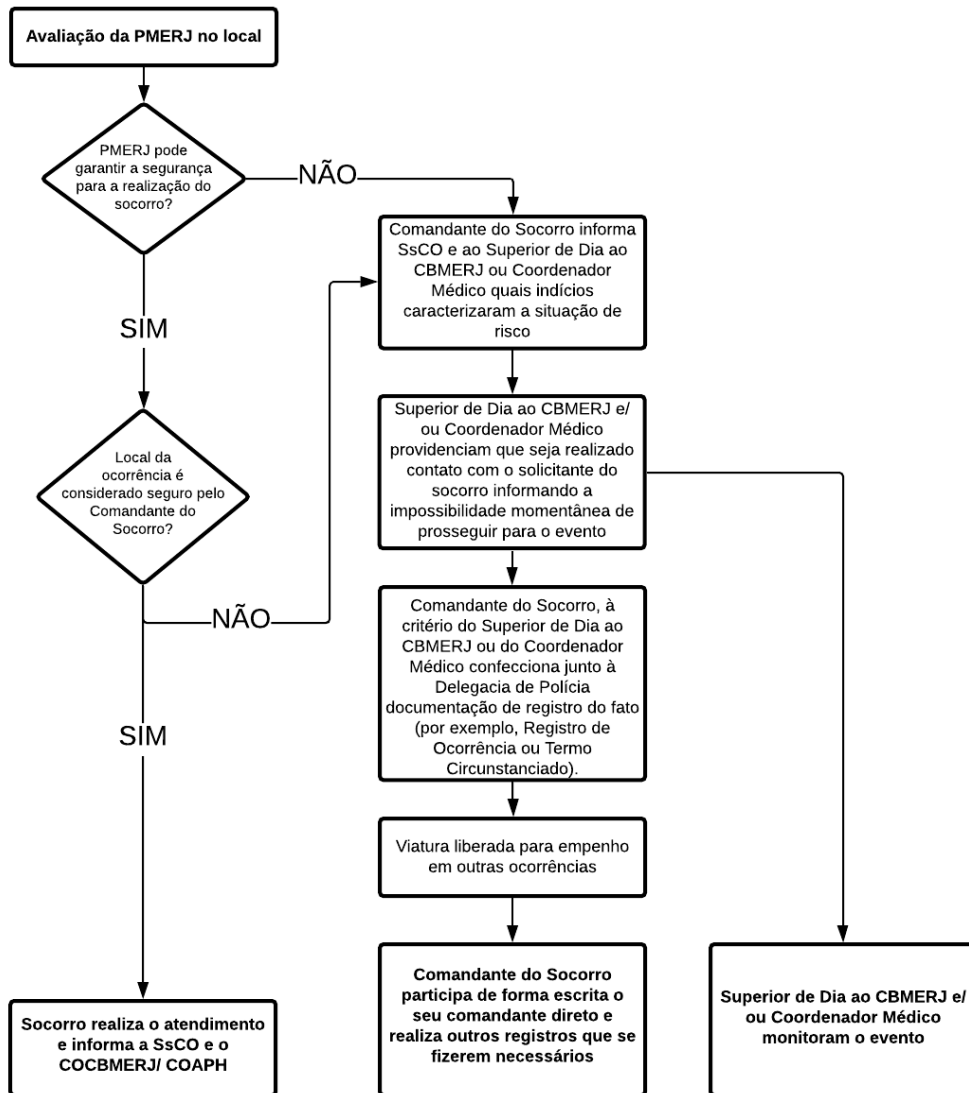 Avaliação da PMERJ no local
PMERJ pode
garantir a segurança
para a realização do
socorro?
NÃO
SIM
Comandante do Socorro informa
SsCO e ao Superior de Dia ao
CBMERJ ou Coordenador
Médico quais indícios
caracterizaram a situação de
risco
Local da
ocorrência é
considerado seguro pelo
Comandante do
Socorro?
NÃO
SIM
Superior de Dia ao CBMERJ e/
ou Coordenador Médico
providenciam que seja realizado
contato com o solicitante do
socorro informando a
impossibilidade momentânea de
prosseguir para o evento
Comandante do Socorro, à
critério do Superior de Dia ao
CBMERJ ou do Coordenador
Médico confecciona junto à
Delegacia de Polícia
documentação de registro do fato
(por exemplo, Registro de
Ocorrência ou Termo
Circunstanciado).
Viatura liberada para empenho
em outras ocorrências
Socorro realiza o atendimento
e informa a SsCO e o
COCBMERJ/ COAPH
Comandante do Socorro
participa de forma escrita o
seu comandante direto e
realiza outros registros que se
fizerem necessários
Superior de Dia ao CBMERJ e/
ou Coordenador Médico
monitoram o evento